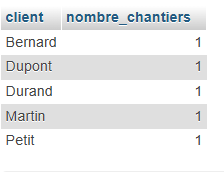 client nombre_chantiers
Bernard 1
Dupont 1
Durand 1
Martin 1
Petit 1